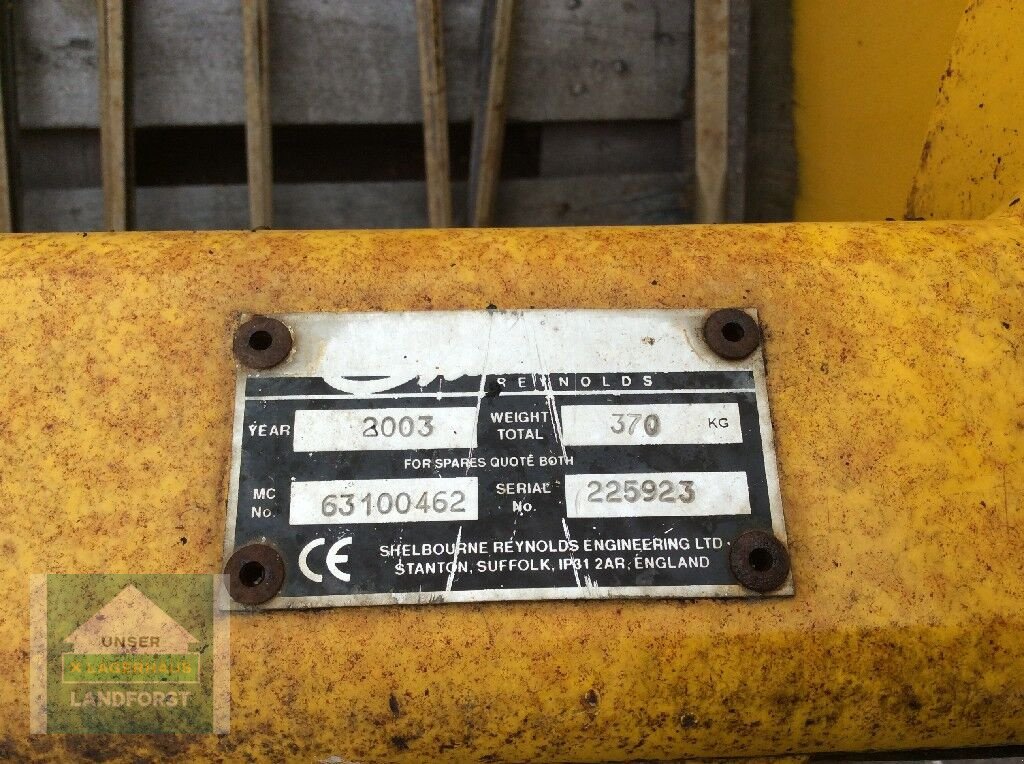 REYNOLDS
YEAR 2003 WEIGHT TOTAL 370 KG
FOR SPARES QUOTE BOTH
MC No. 63100462 SERIAL No. 225923
CE SHELBOURNE REYNOLDS ENGINEERING LTD.
STANTON, SUFFOLK, IP31 2AR, ENGLAND
UNSER
X LAGERHAUS
LANDFORST